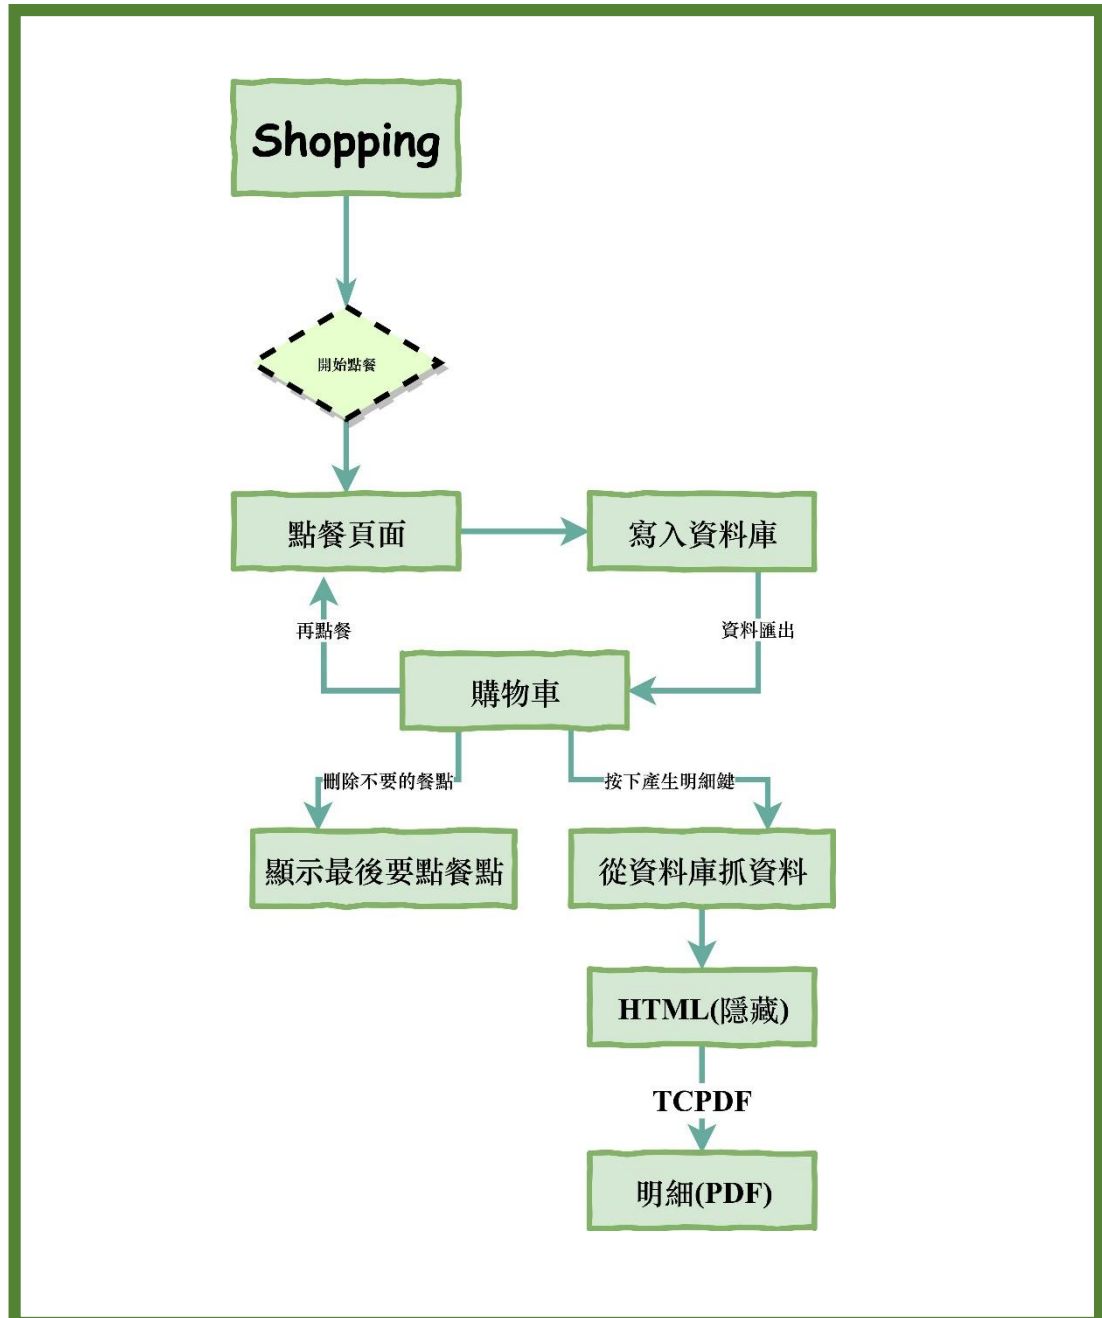 Shopping
開始點餐
點餐頁面
寫入資料庫
再點餐
資料匯出
購物車
刪除不要的餐點
按下產生明細鍵
顯示最後要點餐點
從資料庫抓資料
HTML(隱藏)
TCPDF
明細(PDF)